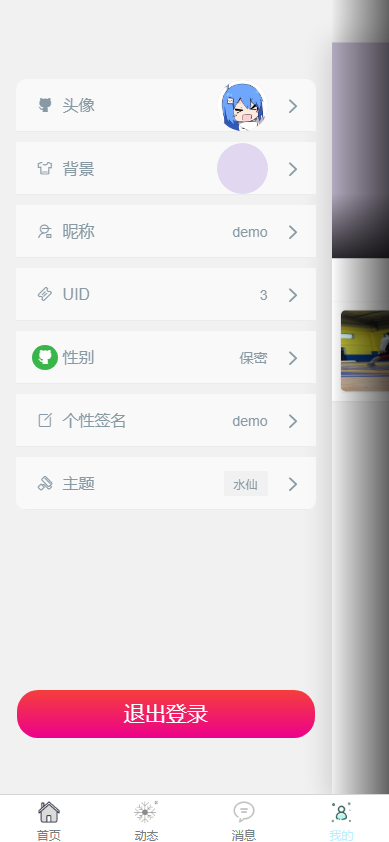 头像
背景
昵称 demo
UID 3
性别 保密
个性签名 demo
主题 水仙
退出登录
首页 动态 消息 我的